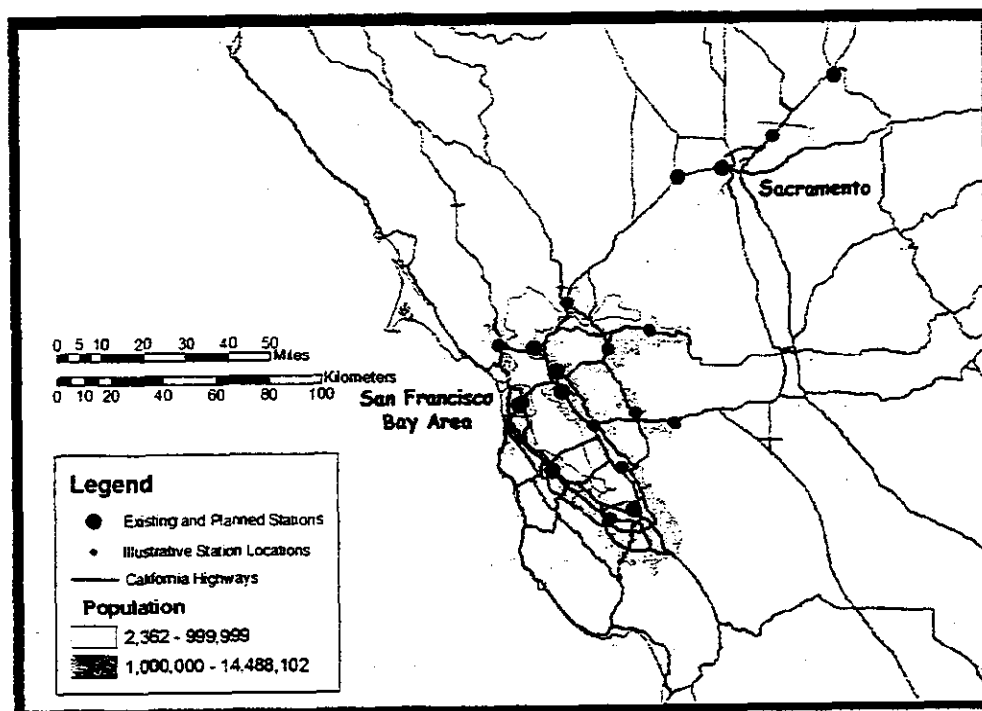 Sacramento
0 5 10 20 30 40 50
Miles
Kilometers
0 10 20 40 60 80 100
San Francisco
Bay Area
Legend
Existing and Planned Stations
Illustrative Station Locations
California Highways
Population
2,362 - 999,999
1,000,000 - 14,488,102